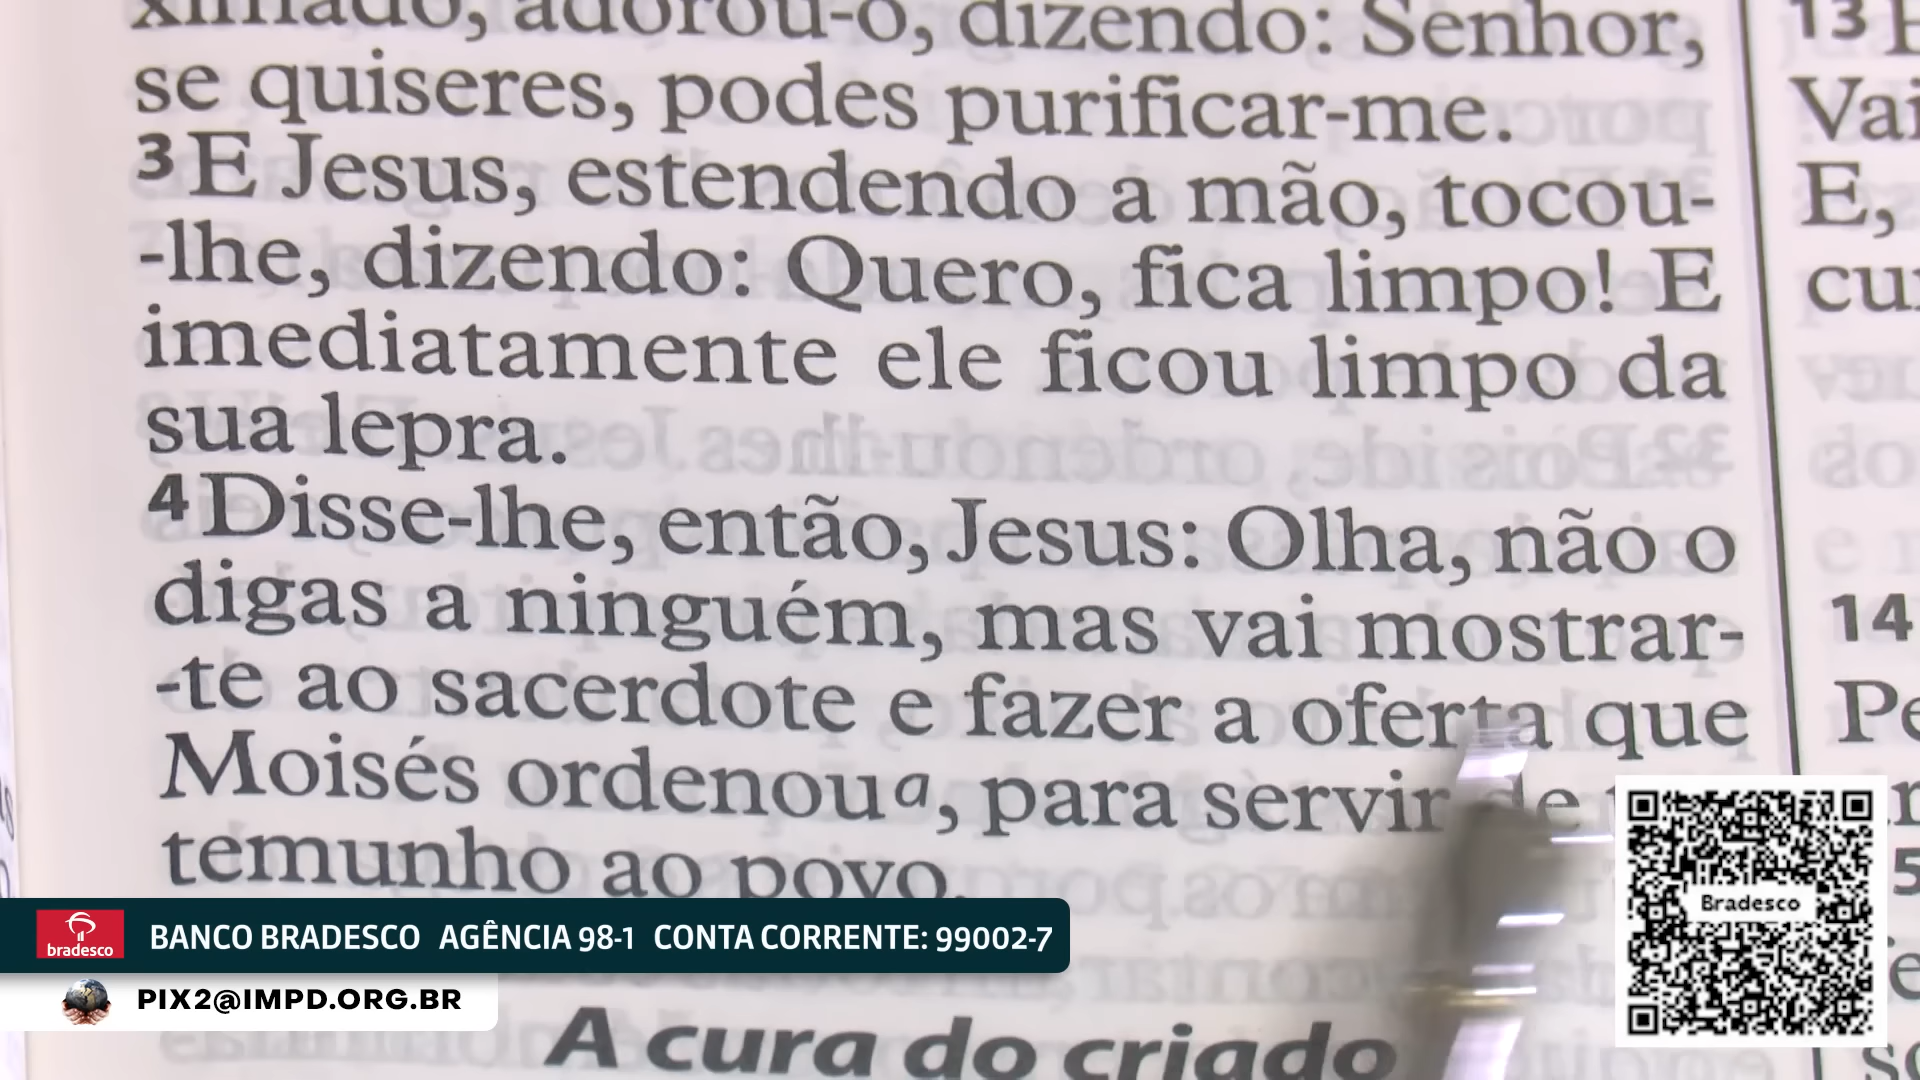 adorou-o, dizendo: Senhor,
se quiseres, podes purificar-me.
3 E Jesus, estendendo a mão, tocou-
-lhe, dizendo: Quero, fica limpo! E
imediatamente ele ficou limpo da
sua lepra.
4 Disse-lhe, então, Jesus: Olha, não o
digas a ninguém, mas vai mostrar-
-te ao sacerdote e fazer a oferta que
Moisés ordenou a, para servir de
temunho ao povo.
A cura do criado
13
Vai
E,
14
bradesco
BANCO BRADESCO AGÊNCIA 98-1 CONTA CORRENTE: 99002-7
PIX2@IMPD.ORG.BR
Bradesco